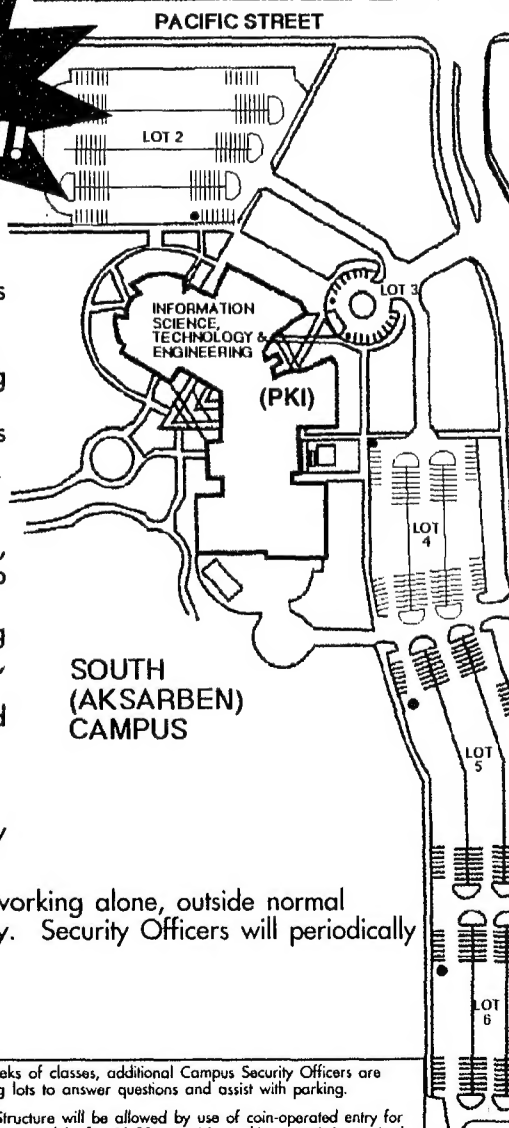 PACIFIC STREET
LOT 2
LOT 3
INFORMATION
SCIENCE,
TECHNOLOGY &
ENGINEERING
(PKI)
LOT
4
SOUTH
(AKSARBEN)
CAMPUS
LOT
5
working alone, outside normal
y. Security Officers will periodically
LOT
6
eks of classes, additional Campus Security Officers are
g lots to answer questions and assist with parking.
Structure will be allowed by use of coin-operated entry for